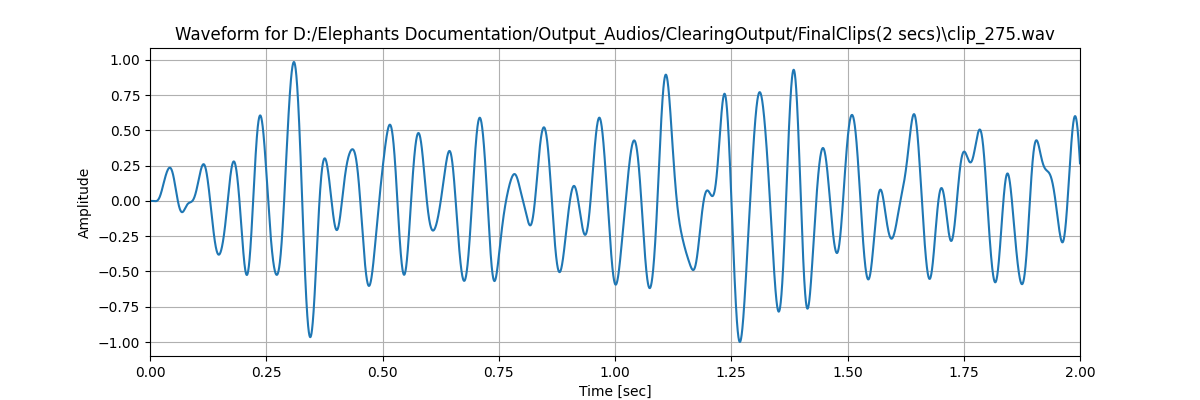 Waveform for D:/Elephants Documentation/Output_Audios/ClearingOutput/FinalClips(2 secs)\clip_275.wav
1.00
0.75
0.50
0.25
0.00
−0.25
−0.50
−0.75
−1.00
Amplitude
0.00 0.25 0.50 0.75 1.00 1.25 1.50 1.75 2.00
Time [sec]